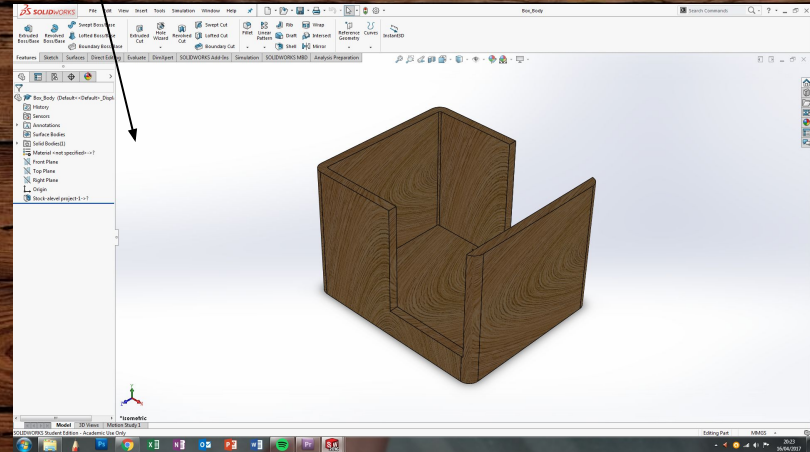 SOLIDWORKS File Edit View Insert Tools Simulation Window Help Box_Body Search Commands
Extruded Boss/Base
Revolved Boss/Base
Swept Boss/Base
Lofted Boss/Base
Boundary Boss/Base
Extruded Cut
Hole Wizard
Revolved Cut
Swept Cut
Lofted Cut
Boundary Cut
Fillet
Linear Pattern
Rib
Draft
Shell
Wrap
Intersect
Mirror
Reference Geometry
Curves
Instant3D
Features Sketch Surfaces Direct Editing Evaluate DimXpert SOLIDWORKS Add-Ins Simulation SOLIDWORKS MBD Analysis Preparation
Box_Body (Default<<Default>_Displ
History
Sensors
Annotations
Surface Bodies
Solid Bodies(1)
Material <not specified>->?
Front Plane
Top Plane
Right Plane
Origin
Stock-alevel project-1->?
*Isometric
Model 3D Views Motion Study 1
SOLIDWORKS Student Edition - Academic Use Only Editing Part MMGS
20:23
16/04/2017